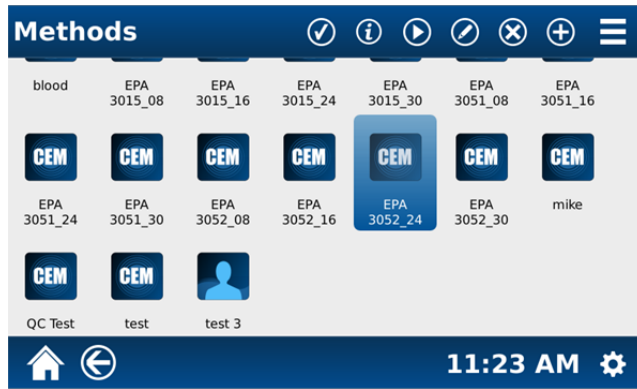 Methods
blood EPA EPA EPA EPA EPA EPA
3015_08 3015_16 3015_24 3015_30 3051_08 3051_16
CEM CEM CEM CEM CEM CEM CEM
EPA EPA EPA EPA EPA EPA mike
3051_24 3051_30 3052_08 3052_16 3052_24 3052_30
CEM CEM
QC Test test test 3
11:23 AM